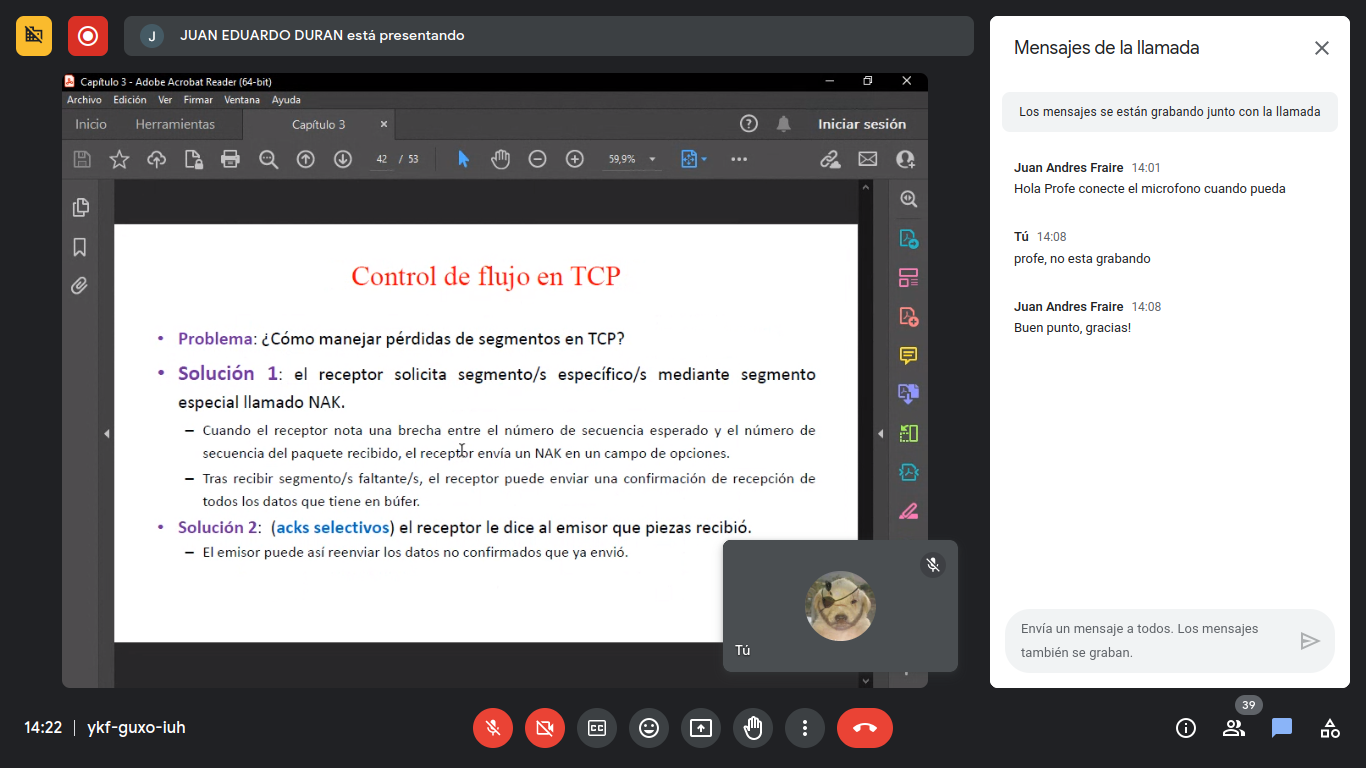 J JUAN EDUARDO DURAN está presentando
Capítulo 3 - Adobe Acrobat Reader (64-bit)
Archivo Edición Ver Firmar Ventana Ayuda
Inicio Herramientas Capítulo 3 × Iniciar sesión
42 / 53 59,9%
Control de flujo en TCP
• Problema: ¿Cómo manejar pérdidas de segmentos en TCP?
• Solución 1: el receptor solicita segmento/s específico/s mediante segmento
especial llamado NAK.
– Cuando el receptor nota una brecha entre el número de secuencia esperado y el número de
secuencia del paquete recibido, el receptor envía un NAK en un campo de opciones.
– Tras recibir segmento/s faltante/s, el receptor puede enviar una confirmación de recepción de
todos los datos que tiene en búfer.
• Solución 2: (acks selectivos) el receptor le dice al emisor que piezas recibió.
– El emisor puede así reenviar los datos no confirmados que ya envió.
Tú
Mensajes de la llamada
Los mensajes se están grabando junto con la llamada
Juan Andres Fraire 14:01
Hola Profe conecte el microfono cuando pueda
Tú 14:08
profe, no esta grabando
Juan Andres Fraire 14:08
Buen punto, gracias!
Envía un mensaje a todos. Los mensajes
también se graban.
14:22 | ykf-guxo-iuh
39